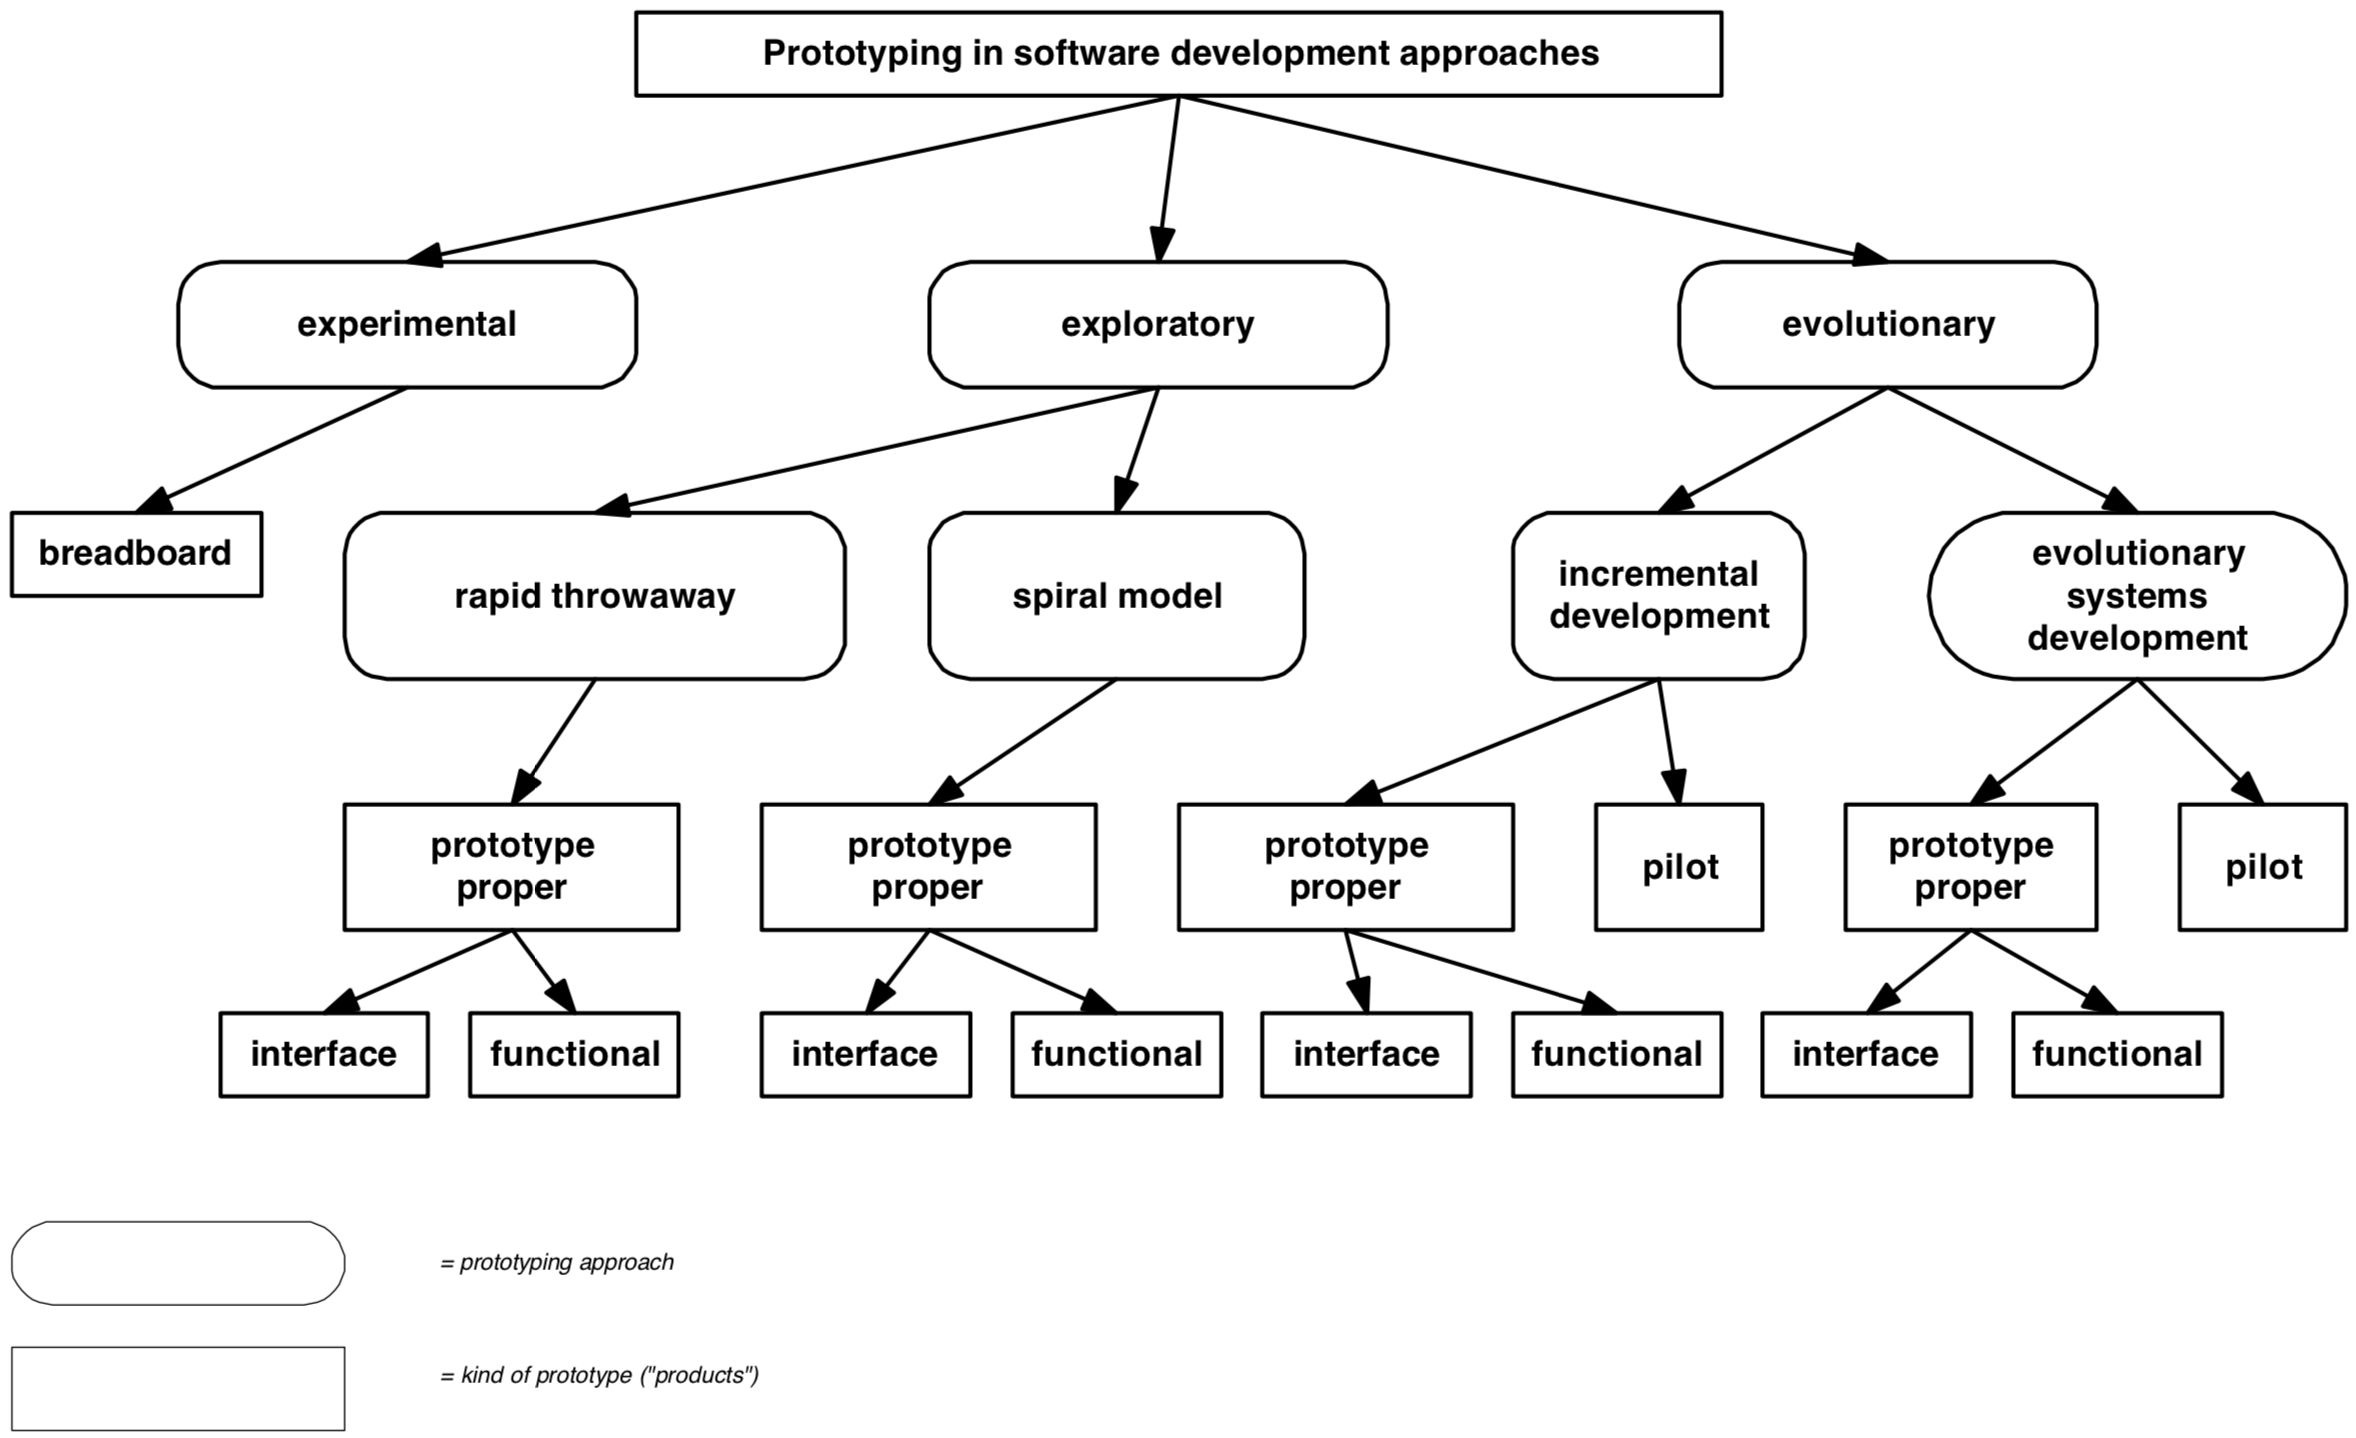 Prototyping in software development approaches
experimental
exploratory
evolutionary
breadboard
rapid throwaway
spiral model
incremental
development
evolutionary
systems
development
prototype
proper
prototype
proper
prototype
proper
pilot
prototype
proper
pilot
interface
functional
interface
functional
interface
functional
interface
functional
= prototyping approach
= kind of prototype ("products")